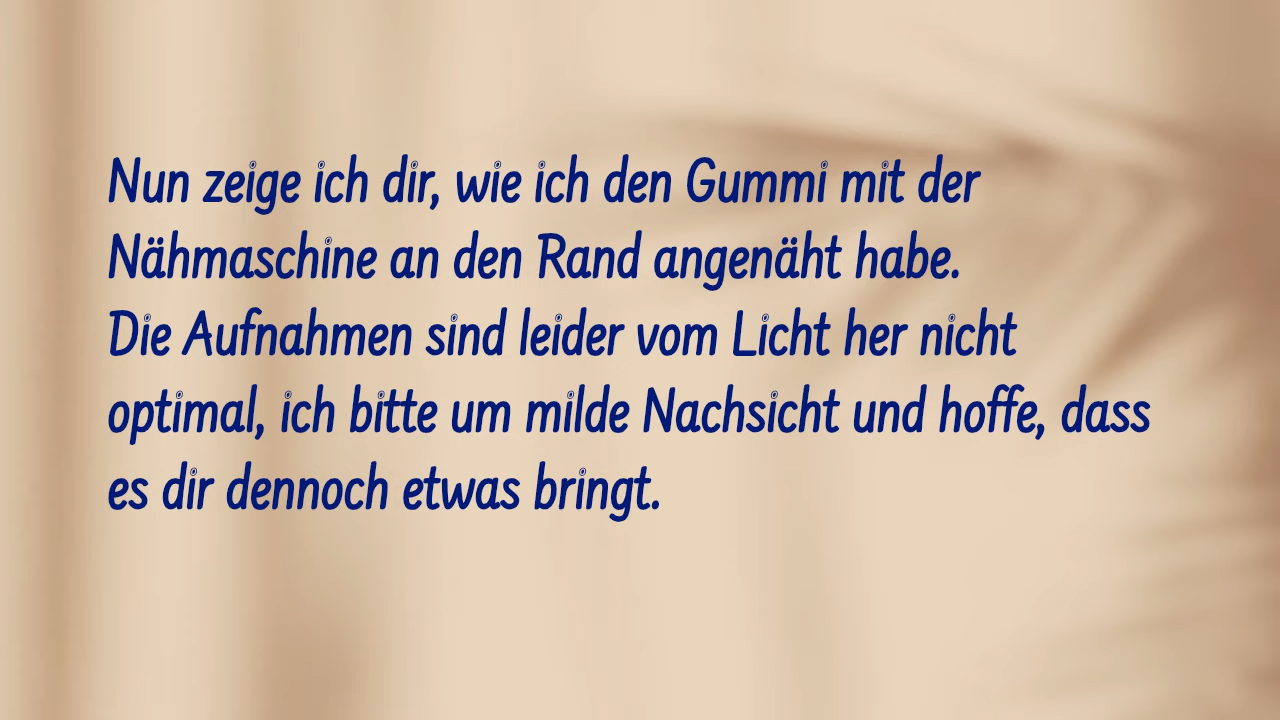 Nun zeige ich dir, wie ich den Gummi mit der
Nähmaschine an den Rand angenäht habe.
Die Aufnahmen sind leider vom Licht her nicht
optimal, ich bitte um milde Nachsicht und hoffe, dass
es dir dennoch etwas bringt.